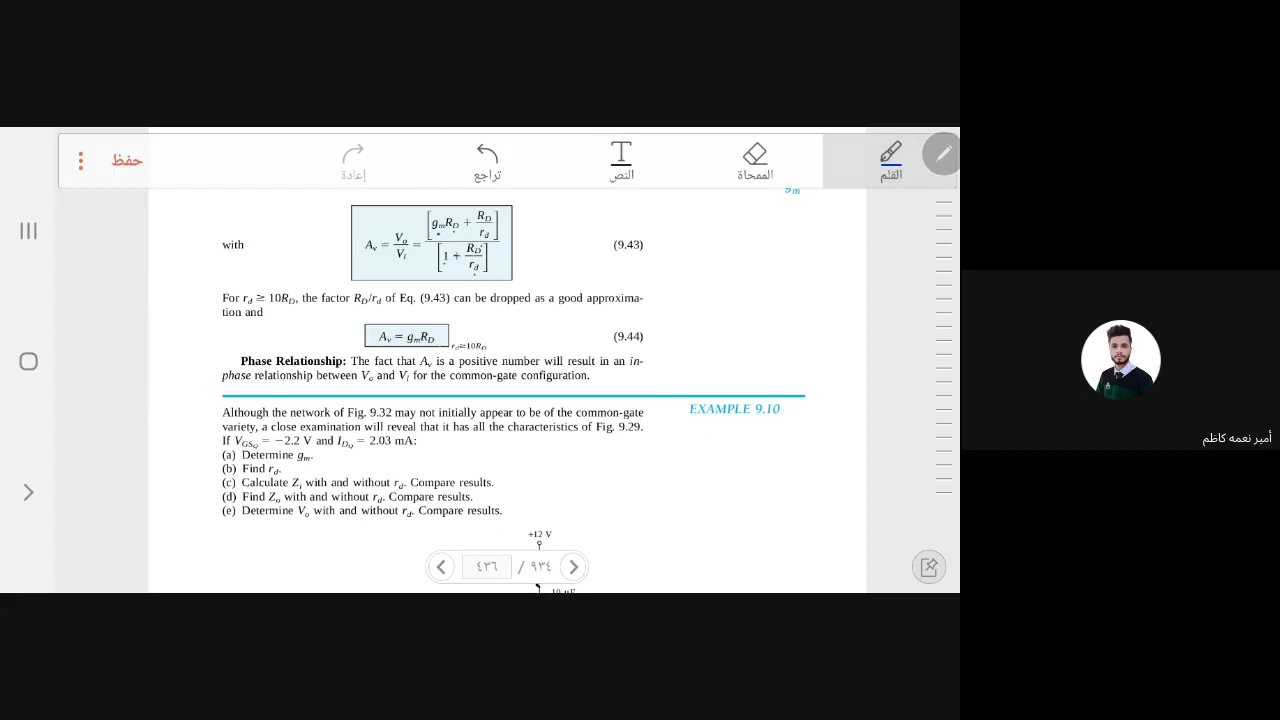 حفظ
إعادة
تراجع
النص
الممحاة
القلم
g_m
with
A_v = V_o/V_i = [g_mR_D + R_D/r_d] / [1 + R_D/r_d]
(9.43)
For r_d ≥ 10R_D, the factor R_D/r_d of Eq. (9.43) can be dropped as a good approxima-
tion and
A_v = g_mR_D r_d≥10R_D
(9.44)
Phase Relationship: The fact that A_v is a positive number will result in an in-
phase relationship between V_o and V_i for the common-gate configuration.
EXAMPLE 9.10
Although the network of Fig. 9.32 may not initially appear to be of the common-gate
variety, a close examination will reveal that it has all the characteristics of Fig. 9.29.
If V_GS_Q = −2.2 V and I_D_Q = 2.03 mA:
(a) Determine g_m.
(b) Find r_d.
(c) Calculate Z_i with and without r_d. Compare results.
(d) Find Z_o with and without r_d. Compare results.
(e) Determine V_o with and without r_d. Compare results.
+12 V
٤٣٦ / ٩٣٤
أمير نعمه كاظم